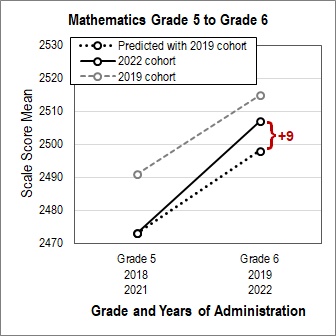 Mathematics Grade 5 to Grade 6
2530
Predicted with 2019 cohort
2022 cohort
2019 cohort
2520
2510
2500
2490
2480
2470
Scale Score Mean
+9
Grade 5
2018
2021
Grade 6
2019
2022
Grade and Years of Administration